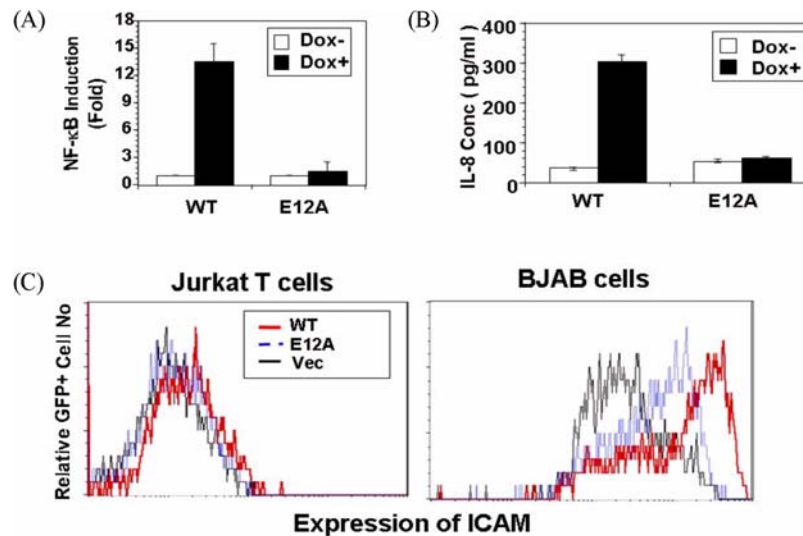 (A)
NF-κB Induction
(Fold)
18
15
12
9
6
3
0
Dox-
Dox+
WT
E12A
(B)
IL-8 Conc ( pg/ml)
400
300
200
100
0
Dox-
Dox+
WT
E12A
(C)
Jurkat T cells
BJAB cells
Relative GFP+ Cell No
WT
E12A
Vec
Expression of ICAM